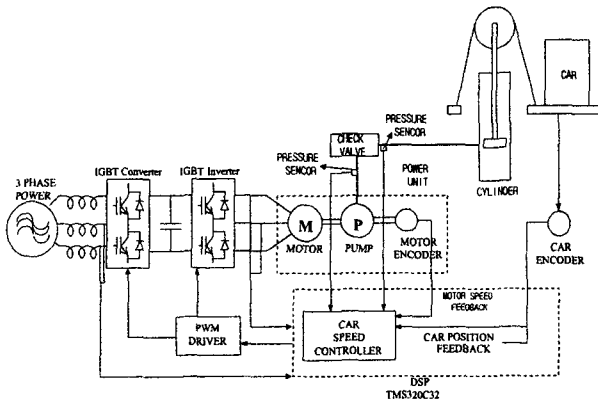 CAR
PRESSURE
SENCOR
CHECK
VALVE
PRESSURE
SENCOR
POWER
UNIT
CYLINDER
IGBT Converter
IGBT Inverter
3 PHASE
POWER
M
P
MOTOR
PUMP
MOTOR
ENCODER
CAR
ENCODER
MOTOR SPEED
FEEDBACK
PWM
DRIVER
CAR
SPEED
CONTROLLER
CAR POSITION
FEEDBACK
DSP
TMS320C32